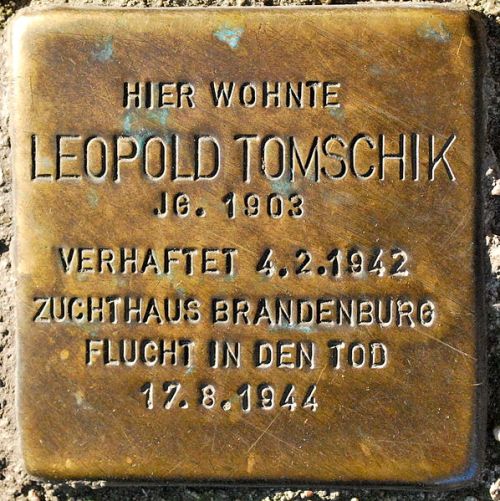 HIER WOHNTE
LEOPOLD TOMSCHIK
JG. 1903
VERHAFTET 4.2.1942
ZUCHTHAUS BRANDENBURG
FLUCHT IN DEN TOD
17.8.1944